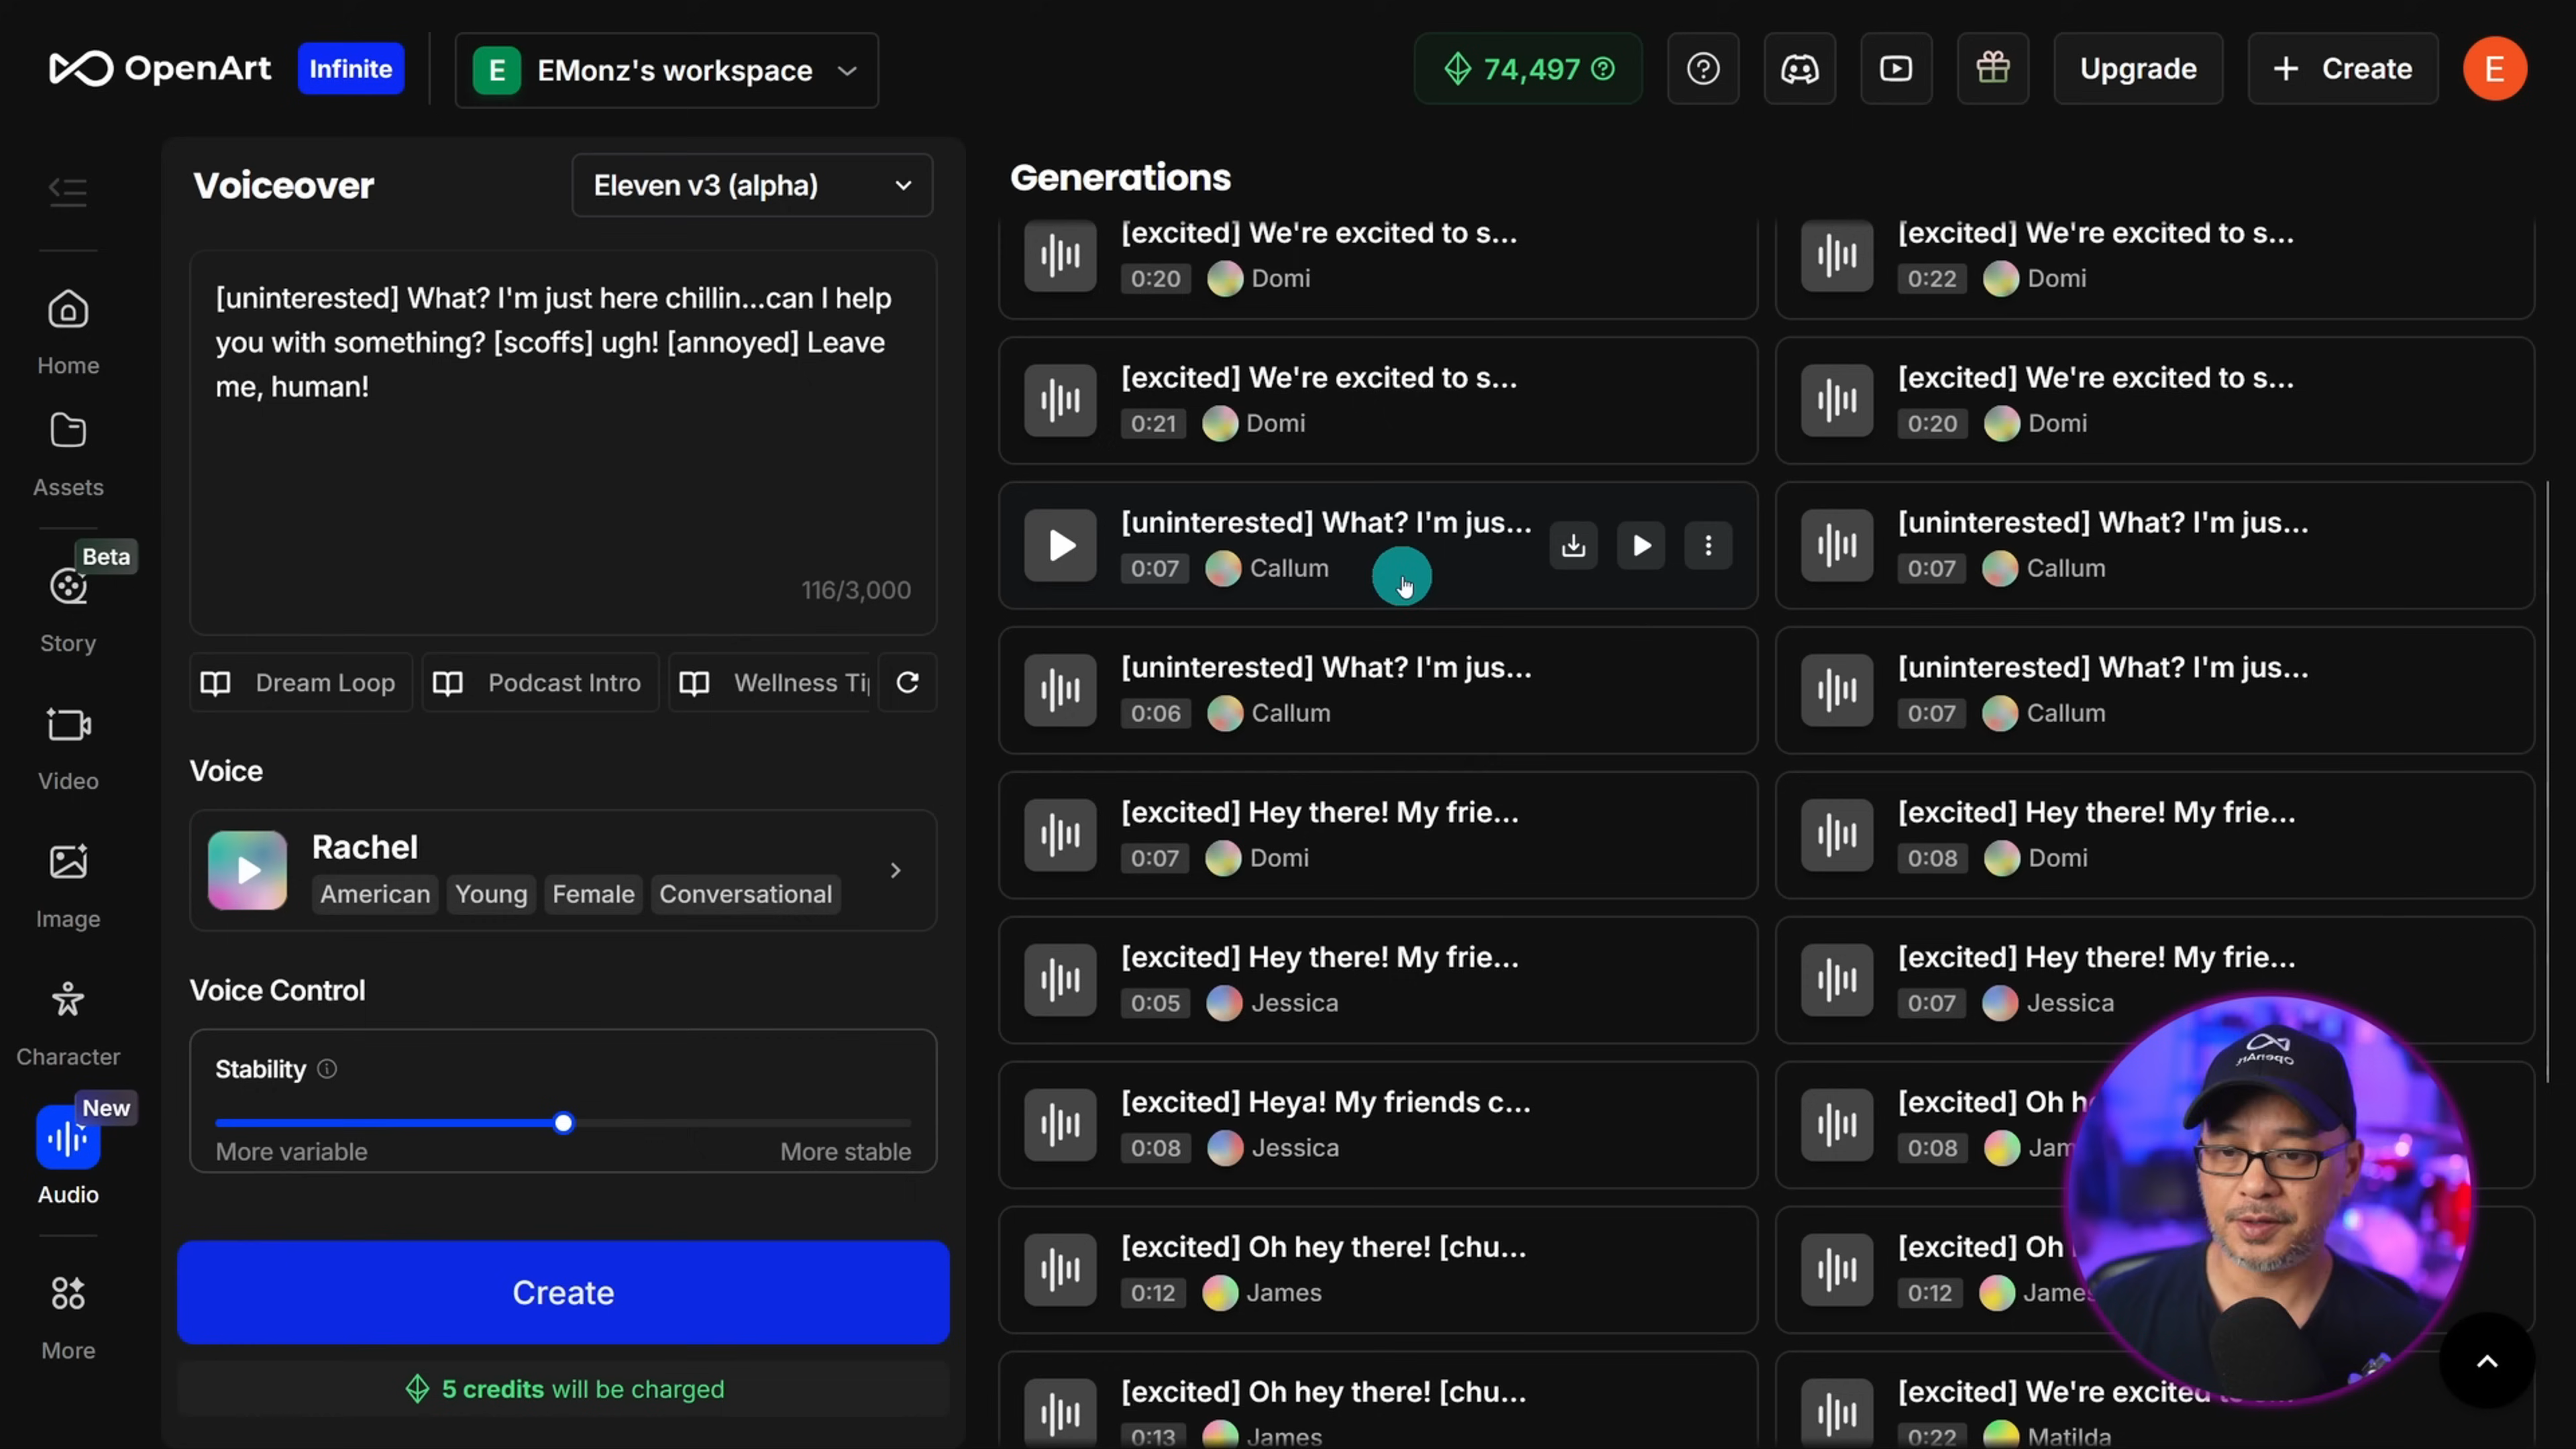 OpenArt
Infinite
E
EMonz's workspace
74,497
Upgrade
+ Create
E
Home
Assets
Beta
Story
Video
Image
Character
New
Audio
More
Voiceover
Eleven v3 (alpha)
[uninterested] What? I'm just here chillin...can I help
you with something? [scoffs] ugh! [annoyed] Leave
me, human!
116/3,000
Dream Loop
Podcast Intro
Wellness Tip
Voice
Rachel
American
Young
Female
Conversational
Voice Control
Stability
More variable
More stable
Create
5 credits will be charged
Generations
[excited] We're excited to s...
0:20 Domi
[excited] We're excited to s...
0:22 Domi
[excited] We're excited to s...
0:21 Domi
[excited] We're excited to s...
0:20 Domi
[uninterested] What? I'm jus...
0:07 Callum
[uninterested] What? I'm jus...
0:07 Callum
[uninterested] What? I'm jus...
0:06 Callum
[uninterested] What? I'm jus...
0:07 Callum
[excited] Hey there! My frie...
0:07 Domi
[excited] Hey there! My frie...
0:08 Domi
[excited] Hey there! My frie...
0:05 Jessica
[excited] Hey there! My frie...
0:07 Jessica
[excited] Heya! My friends c...
0:08 Jessica
[excited] Oh
0:08
[excited] Oh hey there! [chu...
0:12 James
[excited] Oh
0:12 James
[excited] Oh hey there! [chu...
0:13 James
[excited] We're excited
0:22 Matilda
OpenArt